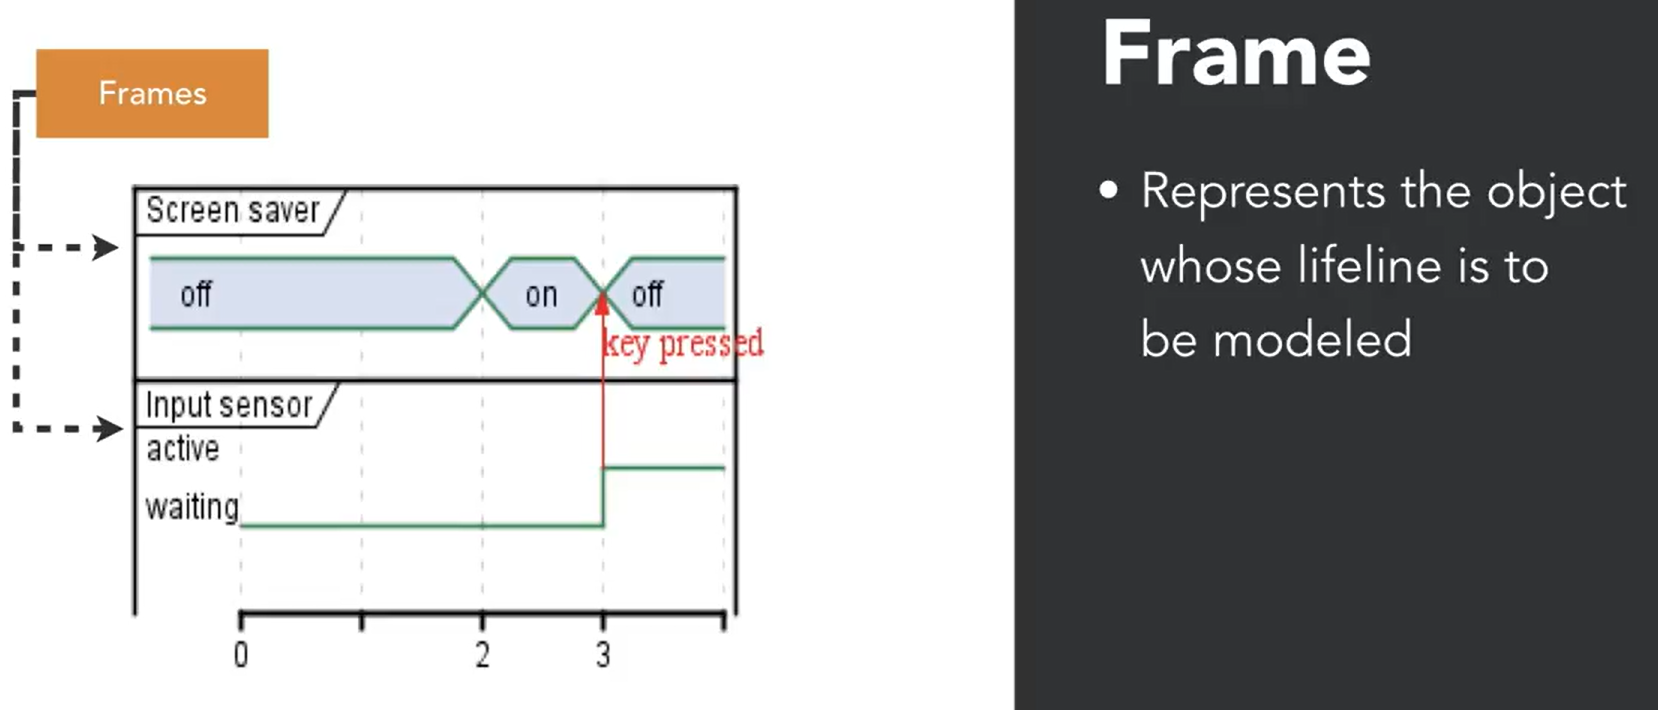 Frames
Screen saver
off
on
off
key pressed
Input sensor
active
waiting
0
2
3
Frame
• Represents the object
whose lifeline is to
be modeled